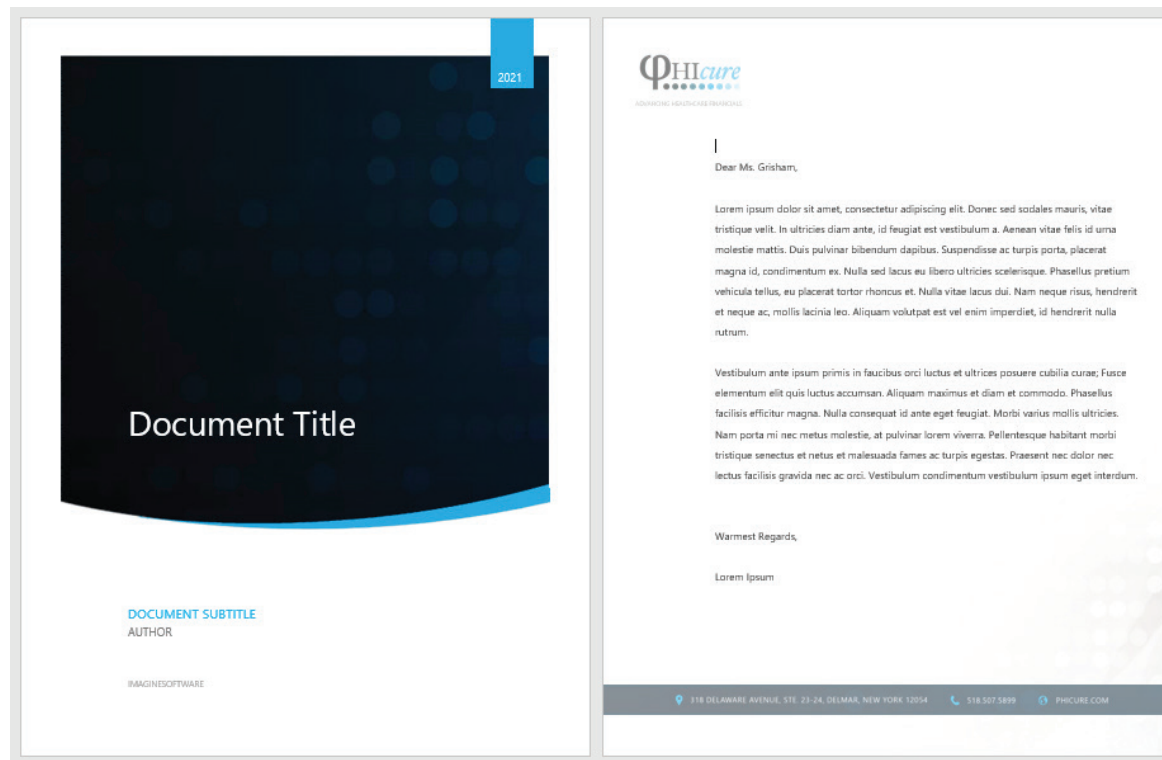 2021
Document Title
DOCUMENT SUBTITLE
AUTHOR
IMAGINESOFTWARE
PHIcure
ADVANCING HEALTHCARE FINANCIALS
Dear Ms. Grisham,
Lorem ipsum dolor sit amet, consectetur adipiscing elit. Donec sed sodales mauris, vitae
tristique velit. In ultricies diam ante, id feugiat est vestibulum a. Aenean vitae felis id urna
molestie mattis. Duis pulvinar bibendum dapibus. Suspendisse ac turpis porta, placerat
magna id, condimentum ex. Nulla sed lacus eu libero ultricies scelerisque. Phasellus pretium
vehicula tellus, eu placerat tortor rhoncus et. Nulla vitae lacus dui. Nam neque risus, hendrerit
et neque ac, mollis lacinia leo. Aliquam volutpat est vel enim imperdiet, id hendrerit nulla
rutrum.
Vestibulum ante ipsum primis in faucibus orci luctus et ultrices posuere cubilia curae; Fusce
elementum elit quis luctus accumsan. Aliquam maximus et diam et commodo. Phasellus
facilisis efficitur magna. Nulla consequat id ante eget feugiat. Morbi varius mollis ultricies.
Nam porta mi nec metus molestie, at pulvinar lorem viverra. Pellentesque habitant morbi
tristique senectus et netus et malesuada fames ac turpis egestas. Praesent nec dolor nec
lectus facilisis gravida nec ac orci. Vestibulum condimentum vestibulum ipsum eget interdum.
Warmest Regards,
Lorem Ipsum
318 DELAWARE AVENUE, STE. 23-24, DELMAR, NEW YORK 12054 518.507.5899 PHICURE.COM